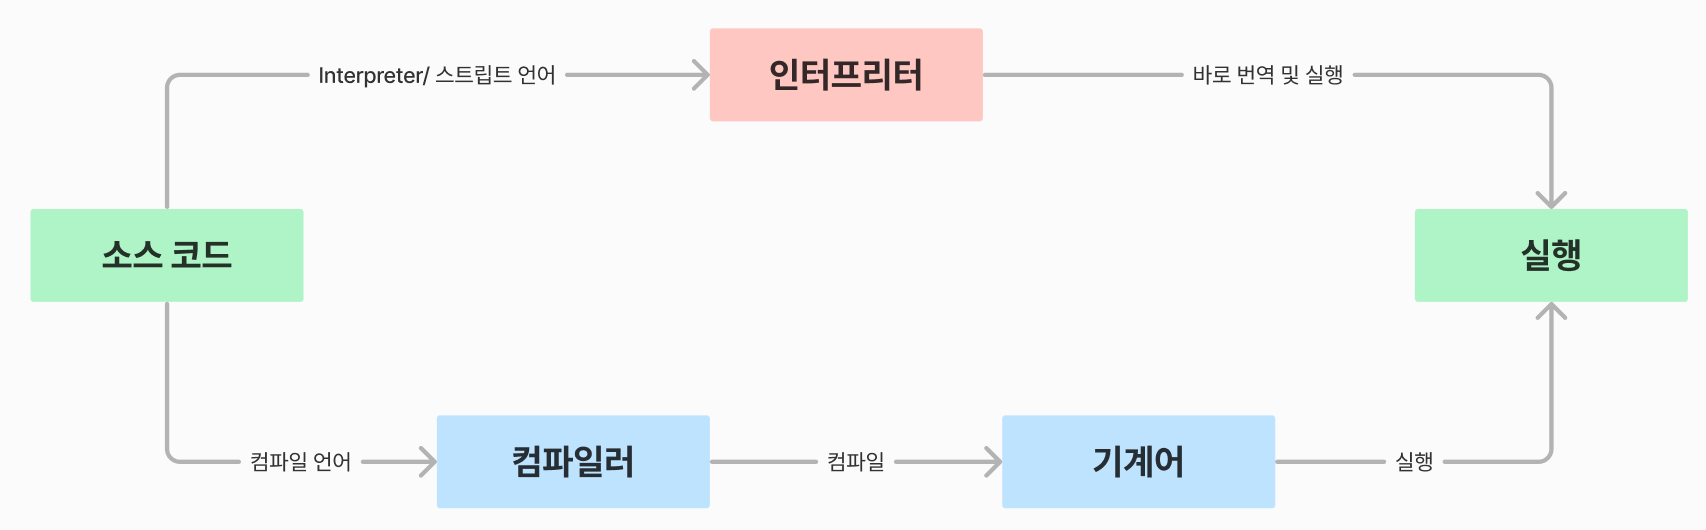 Interpreter/ 스트립트 언어
인터프리터
바로 번역 및 실행
소스 코드
실행
컴파일 언어
컴파일러
컴파일
기계어
실행